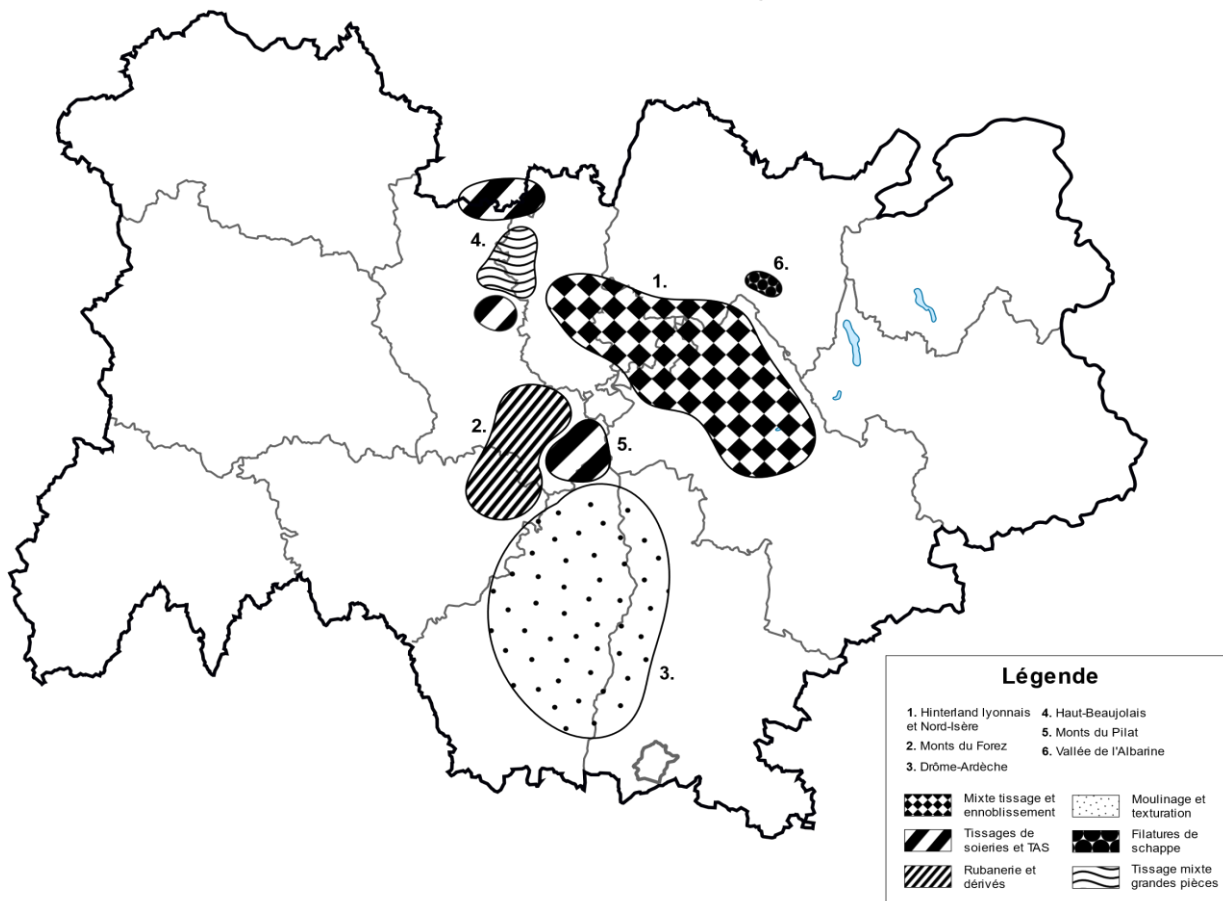 4.
6.
1.
2.
5.
3.
Légende
1. Hinterland lyonnais
et Nord-Isère
2. Monts du Forez
3. Drôme-Ardèche
4. Haut-Beaujolais
5. Monts du Pilat
6. Vallée de l'Albarine
Mixte tissage et
ennoblissement
Tissages de
soieries et TAS
Rubanerie et
dérivés
Moulinage et
texturation
Filatures de
schappe
Tissage mixte
grandes pièces